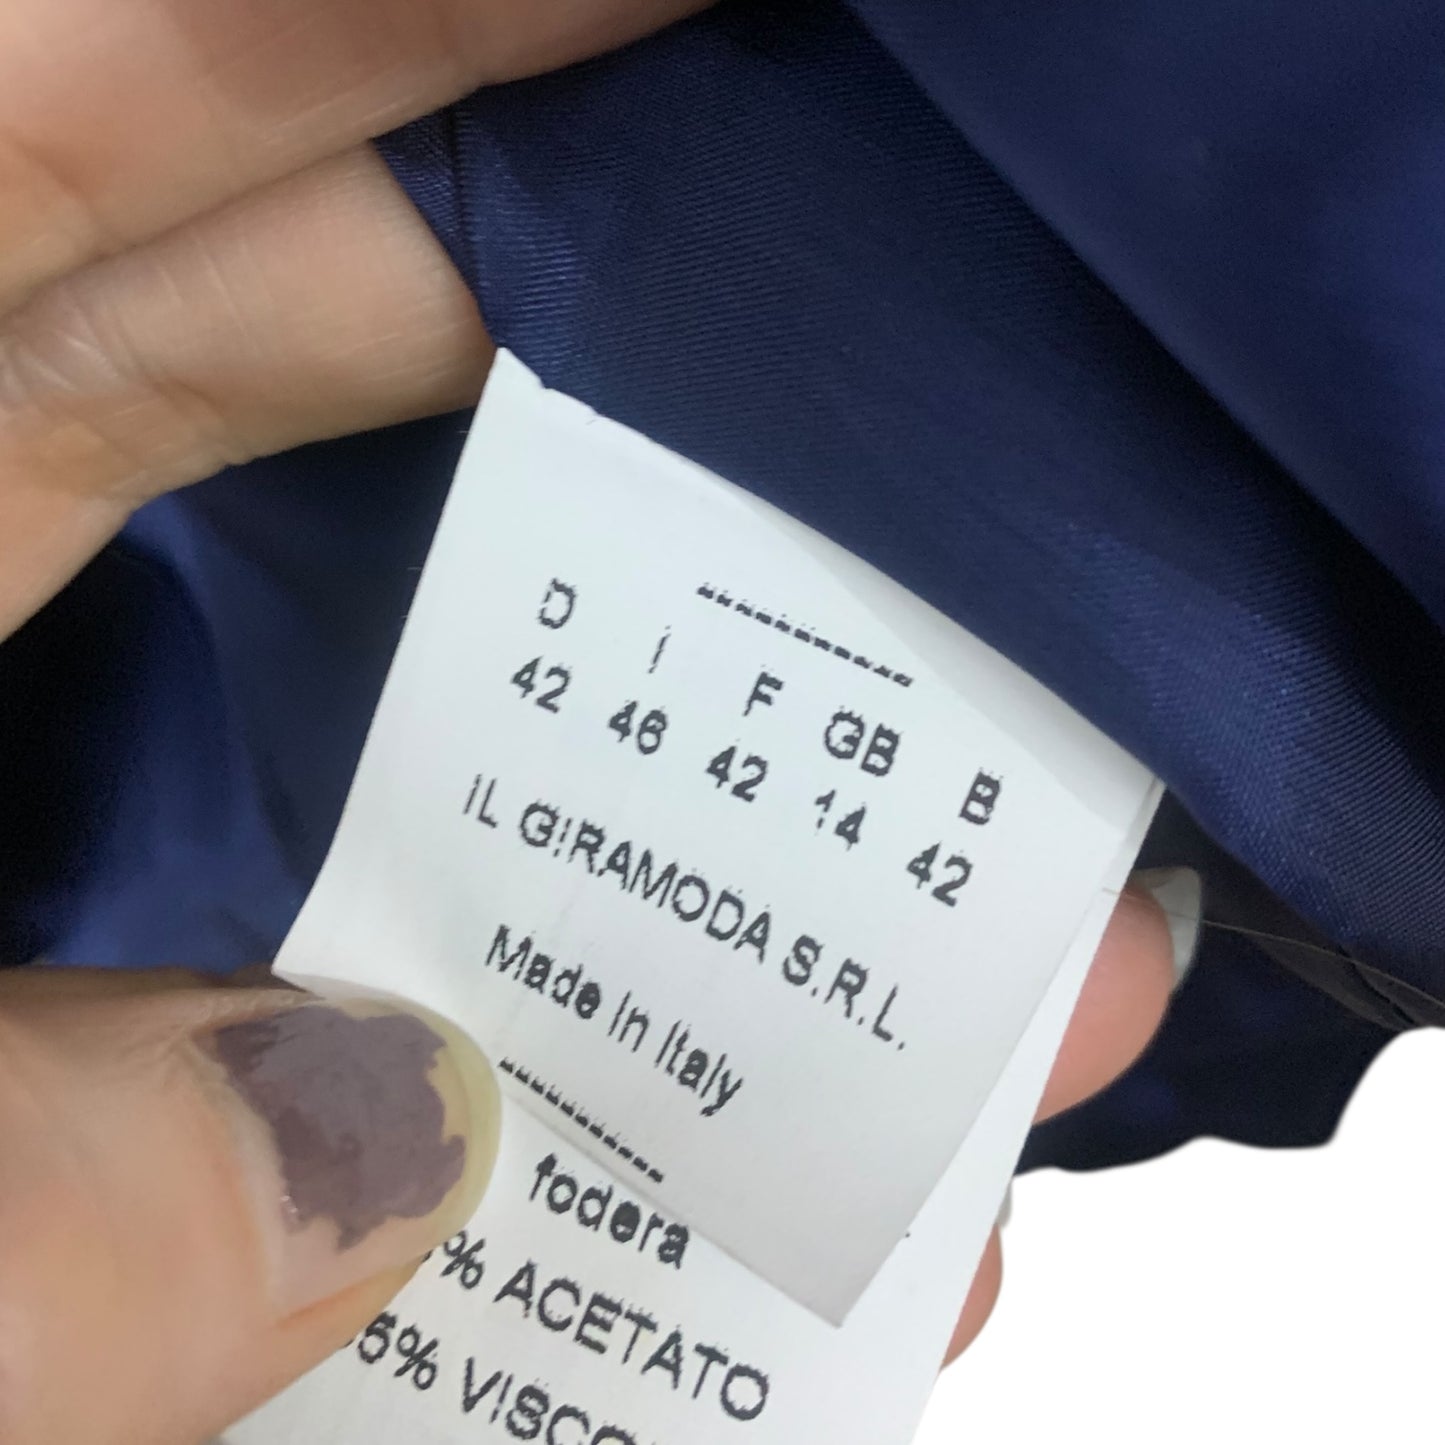 D I F GB B
42 46 42 14 42
IL GIRAMODA S.R.L.
Made in Italy
fodera
% ACETATO